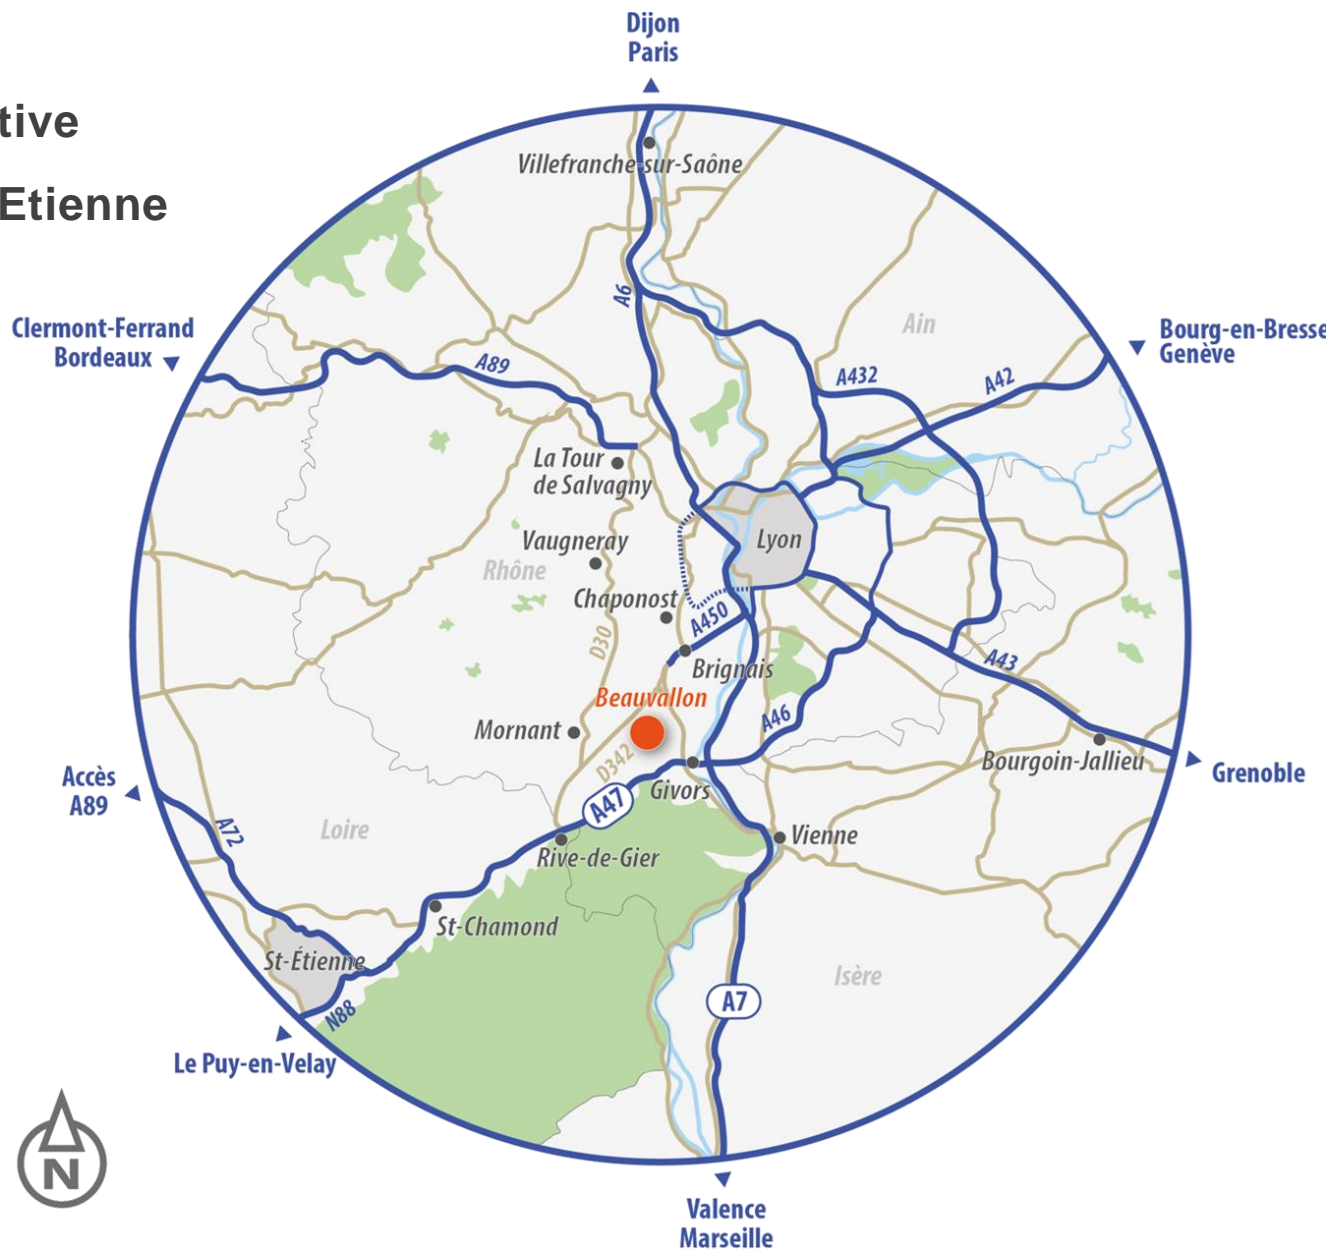 Dijon
Paris
tive
Etienne
Villefranche-sur-Saône
A6
Clermont-Ferrand
Bordeaux
Ain
Bourg-en-Bresse
Genève
A89
A432
A42
La Tour
de Salvagny
Vaugneray
Lyon
Rhône
Chaponost
A450
D30
Brignais
A43
Beauvallon
Mornant
A46
D342
Bourgoin-Jallieu
Grenoble
Accès
A89
Givors
A47
A72
Loire
Vienne
Rive-de-Gier
St-Chamond
St-Étienne
Isère
A7
N88
Le Puy-en-Velay
N
Valence
Marseille